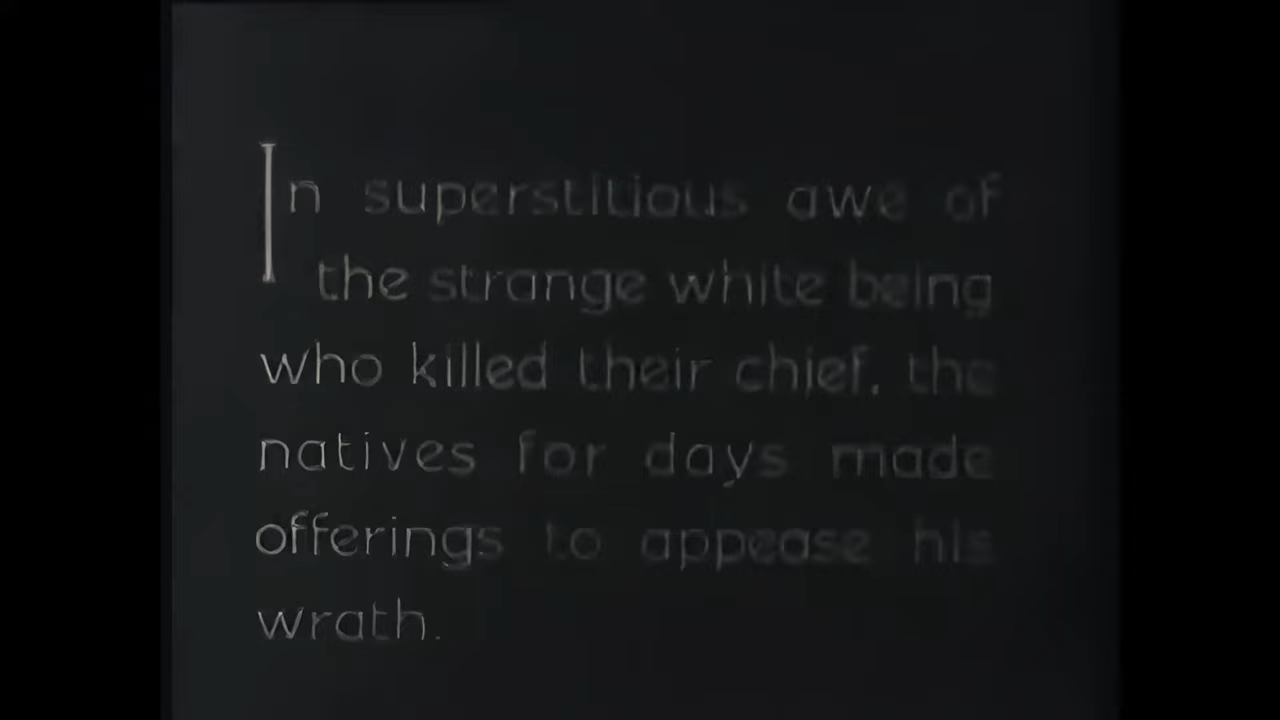 In superstitious awe of
the strange white being
who killed their chief, the
natives for days made
offerings to appease his
wrath.